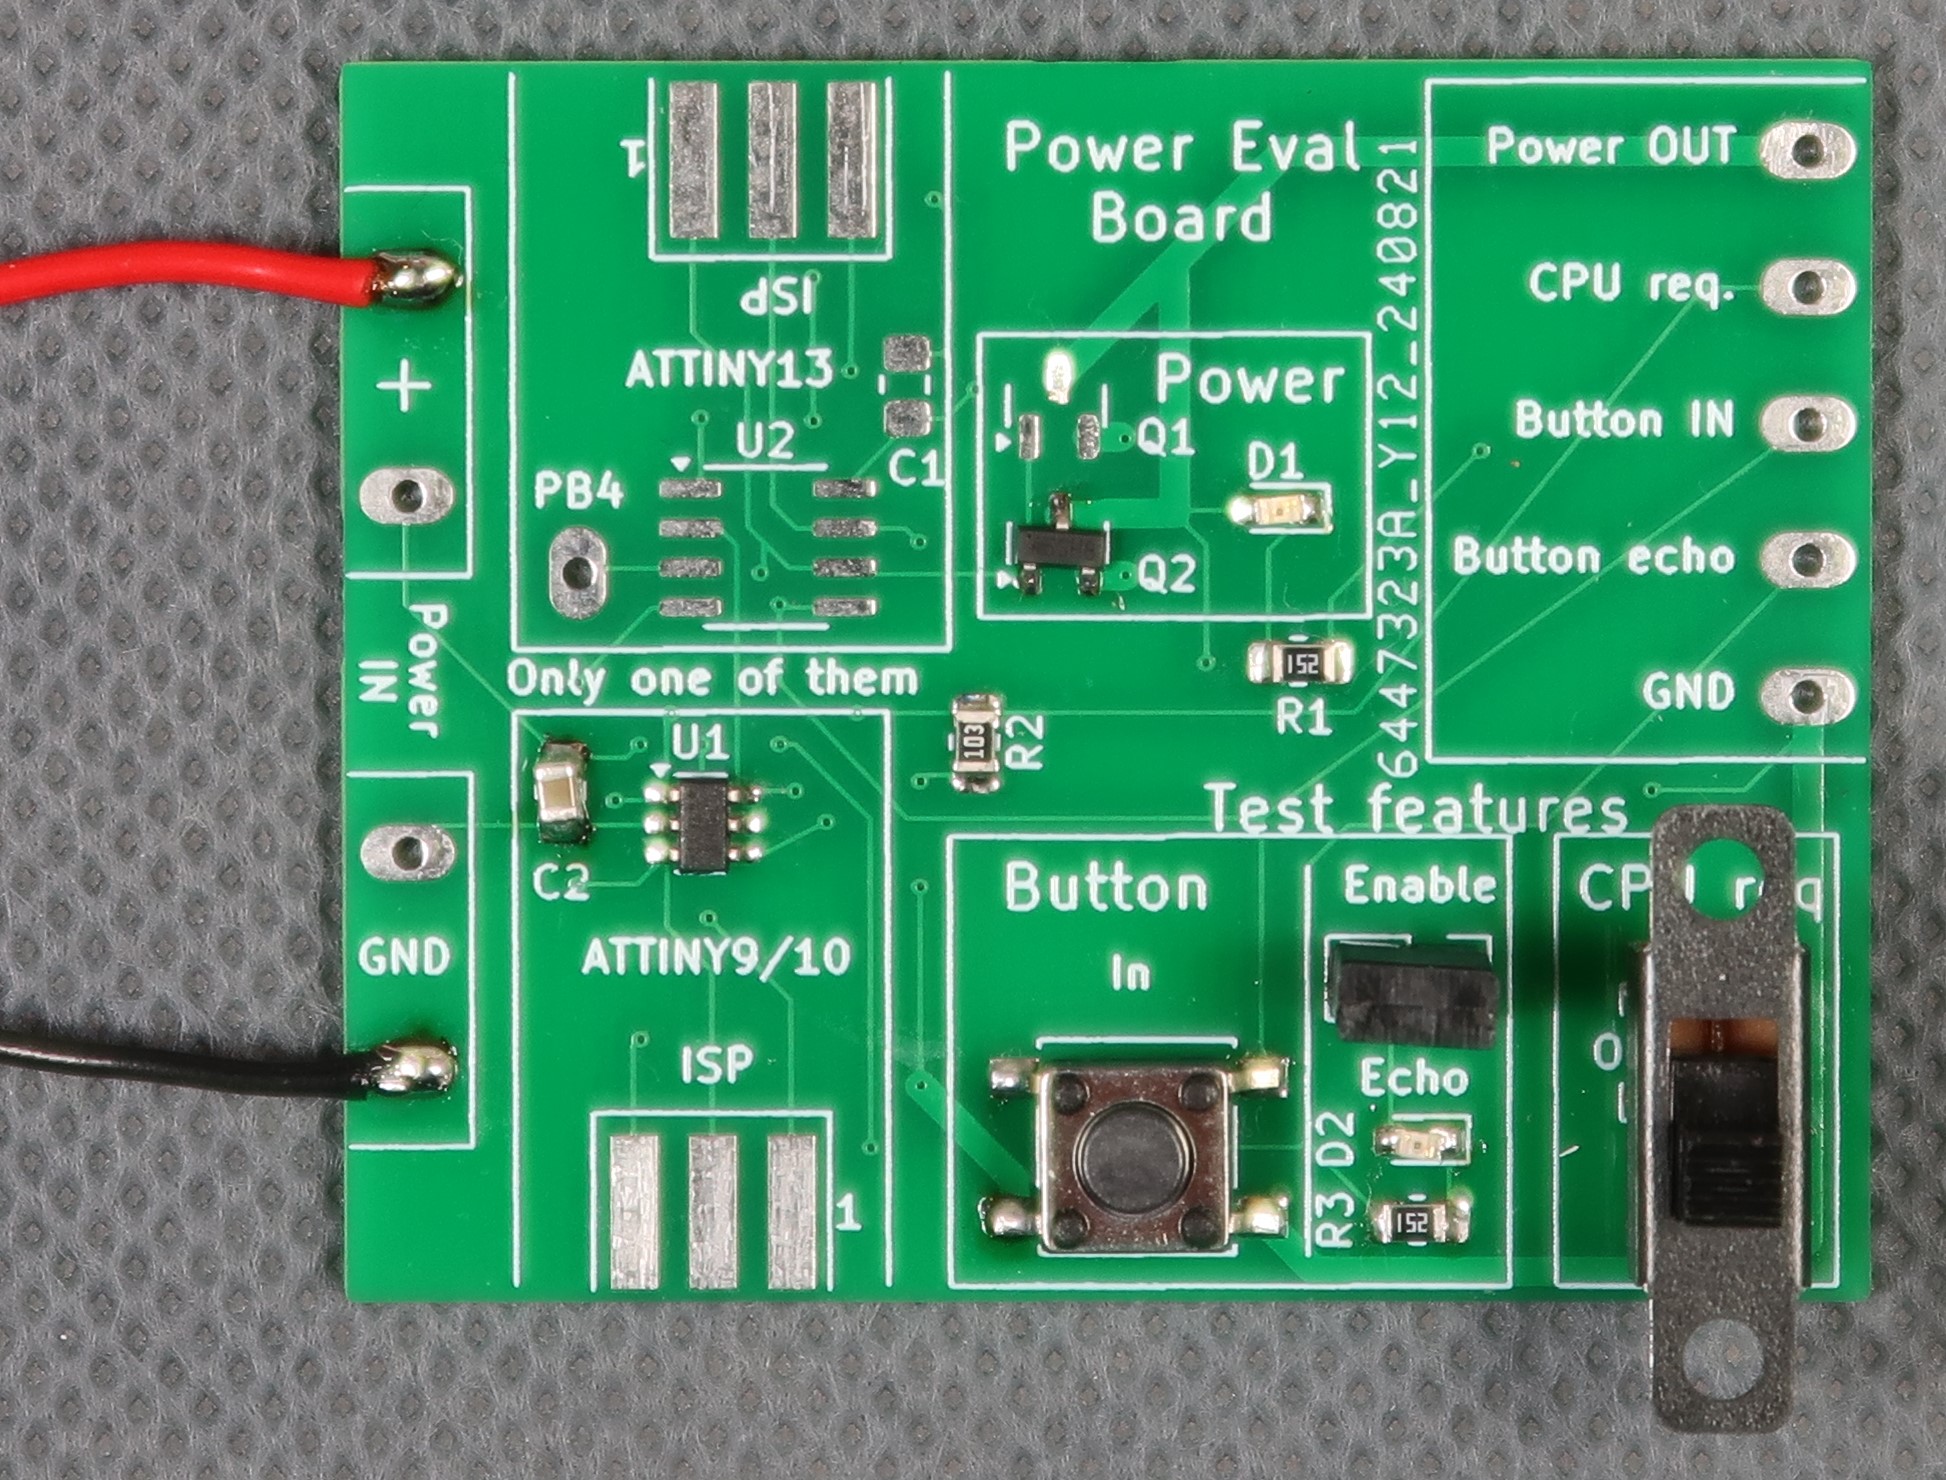 1
ISP
ATTINY13
U2
C1
PB4
Only one of them
Power Eval
Board
Power
Q1
D1
Q2
R1
R2
6447323A_Y12_240821
Power OUT
CPU req.
Button IN
Button echo
GND
+
Power
IN
GND
U1
C2
ATTINY9/10
ISP
1
152
103
Test features
Button
In
Enable
Echo
D2
R3
152